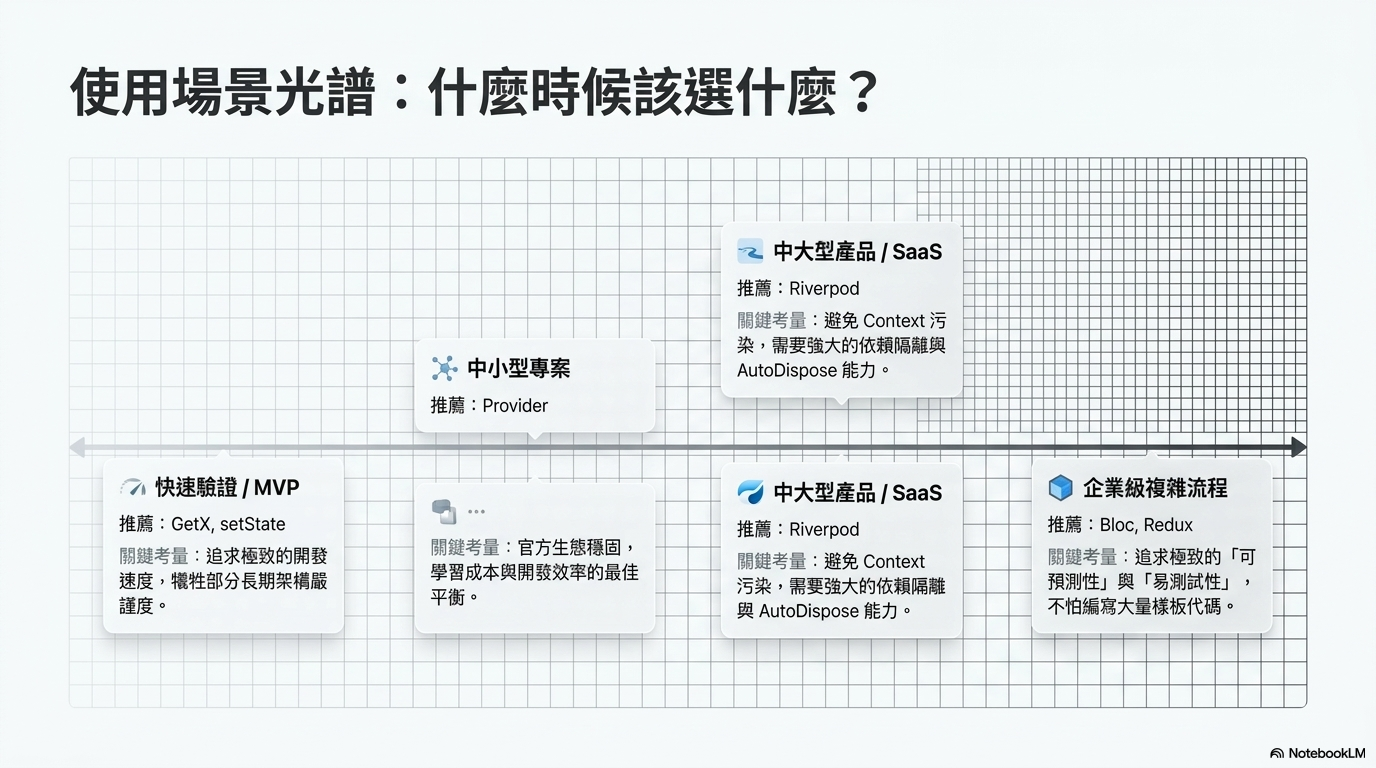 使用場景光譜：什麼時候該選什麼？
快速驗證 / MVP
推薦：GetX, setState
關鍵考量：追求極致的開發
速度，犧牲部分長期架構嚴
謹度。
中小型專案
推薦：Provider
...
關鍵考量：官方生態穩固，
學習成本與開發效率的最佳
平衡。
中大型產品 / SaaS
推薦：Riverpod
關鍵考量：避免 Context 污
染，需要強大的依賴隔離與
AutoDispose 能力。
中大型產品 / SaaS
推薦：Riverpod
關鍵考量：避免 Context
污染，需要強大的依賴隔離
與 AutoDispose 能力。
企業級複雜流程
推薦：Bloc, Redux
關鍵考量：追求極致的「可
預測性」與「易測試性」，
不怕編寫大量樣板代碼。
NotebookLM